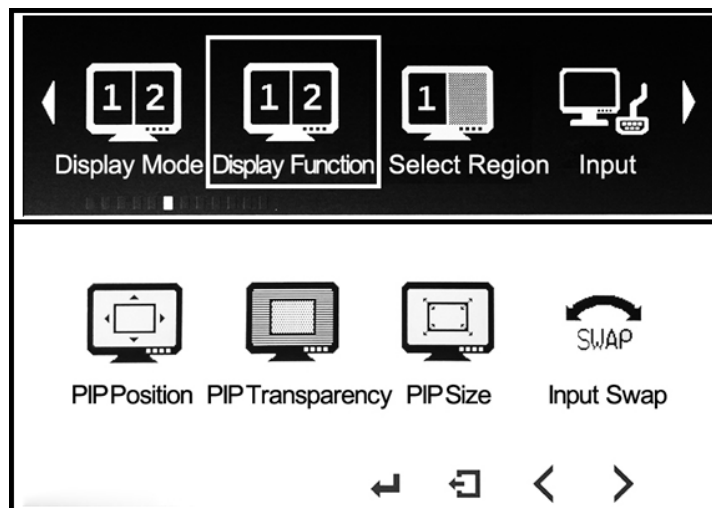 1 2 1 2 1
Display Mode Display Function Select Region Input
SWAP
PIP Position PIP Transparency PIP Size Input Swap